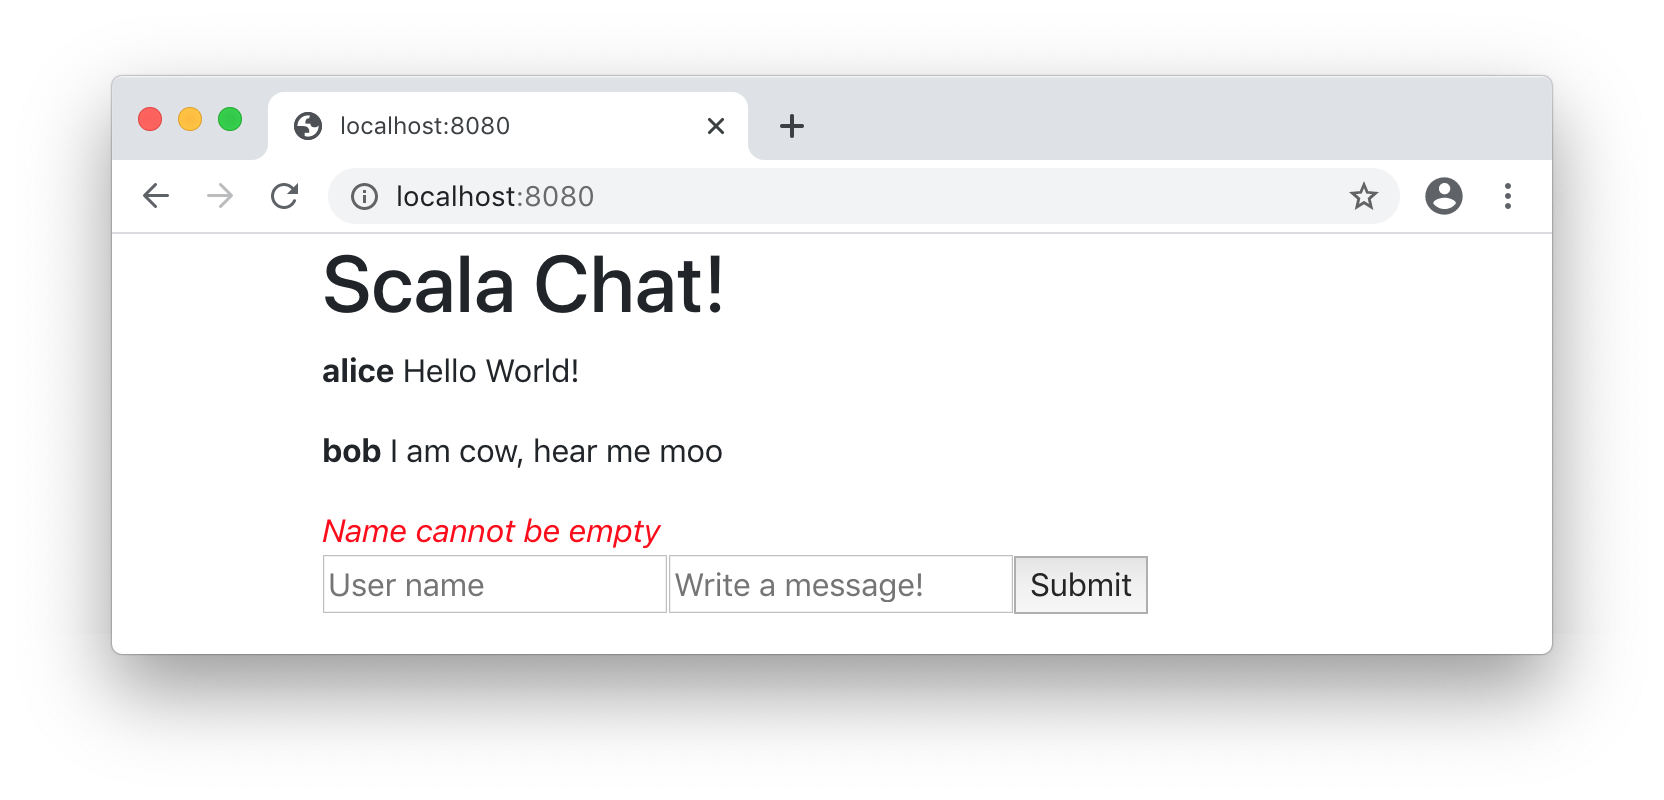 localhost:8080
localhost:8080
Scala Chat!
alice Hello World!
bob I am cow, hear me moo
Name cannot be empty
User name Write a message! Submit